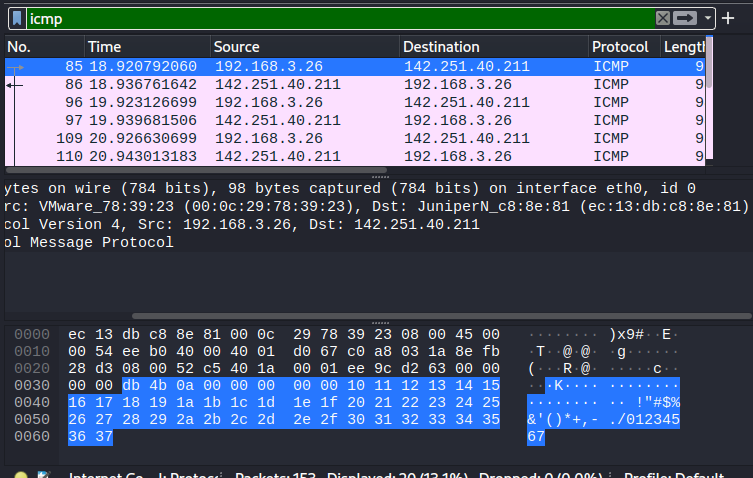 icmp
No. Time Source Destination Protocol Length
85 18.920792060 192.168.3.26 142.251.40.211 ICMP 9
86 18.936761642 142.251.40.211 192.168.3.26 ICMP 9
96 19.923126699 192.168.3.26 142.251.40.211 ICMP 9
97 19.939681506 142.251.40.211 192.168.3.26 ICMP 9
109 20.926630699 192.168.3.26 142.251.40.211 ICMP 9
110 20.943013183 142.251.40.211 192.168.3.26 ICMP 9
ytes on wire (784 bits), 98 bytes captured (784 bits) on interface eth0, id 0
rc: VMware_78:39:23 (00:0c:29:78:39:23), Dst: JuniperN_c8:8e:81 (ec:13:db:c8:8e:81)
col Version 4, Src: 192.168.3.26, Dst: 142.251.40.211
ol Message Protocol
0000 ec 13 db c8 8e 81 00 0c 29 78 39 23 08 00 45 00 ········ )x9#··E·
0010 00 54 ee b0 40 00 40 01 d0 67 c0 a8 03 1a 8e fb ·T··@·@· ·g······
0020 28 d3 08 00 52 c5 40 1a 00 01 ee 9c d2 63 00 00 (···R·@· ·····c··
0030 00 00 db 4b 0a 00 00 00 00 00 10 11 12 13 14 15 ···K···· ········
0040 16 17 18 19 1a 1b 1c 1d 1e 1f 20 21 22 23 24 25 ········ ·· !"#$%
0050 26 27 28 29 2a 2b 2c 2d 2e 2f 30 31 32 33 34 35 &'()*+,- ./012345
0060 36 37 67
Packets: 153 Displayed: 20 (13.1%) Dropped: 0 (0.0%) Profile: Default